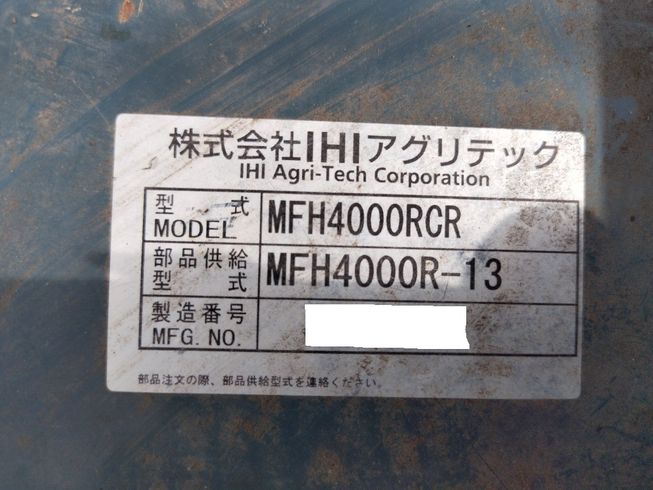 株式会社IHIアグリテック
IHI Agri-Tech Corporation
型式 MFH4000RCR
MODEL
部品供給 MFH4000R-13
型式
製造番号
MFG. NO.
部品注文の際、部品供給型式を連絡ください。